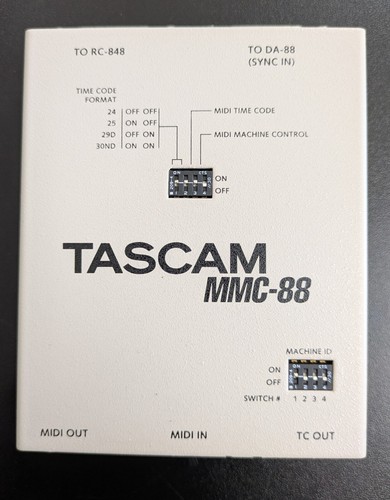 TO RC-848
TO DA-88
(SYNC IN)
TIME CODE
FORMAT
24 OFF OFF
25 ON OFF
29D OFF ON
30ND ON ON
MIDI TIME CODE
MIDI MACHINE CONTROL
ON
OFF
TASCAM
MMC-88
MACHINE ID
ON
OFF
SWITCH # 1 2 3 4
MIDI OUT
MIDI IN
TC OUT